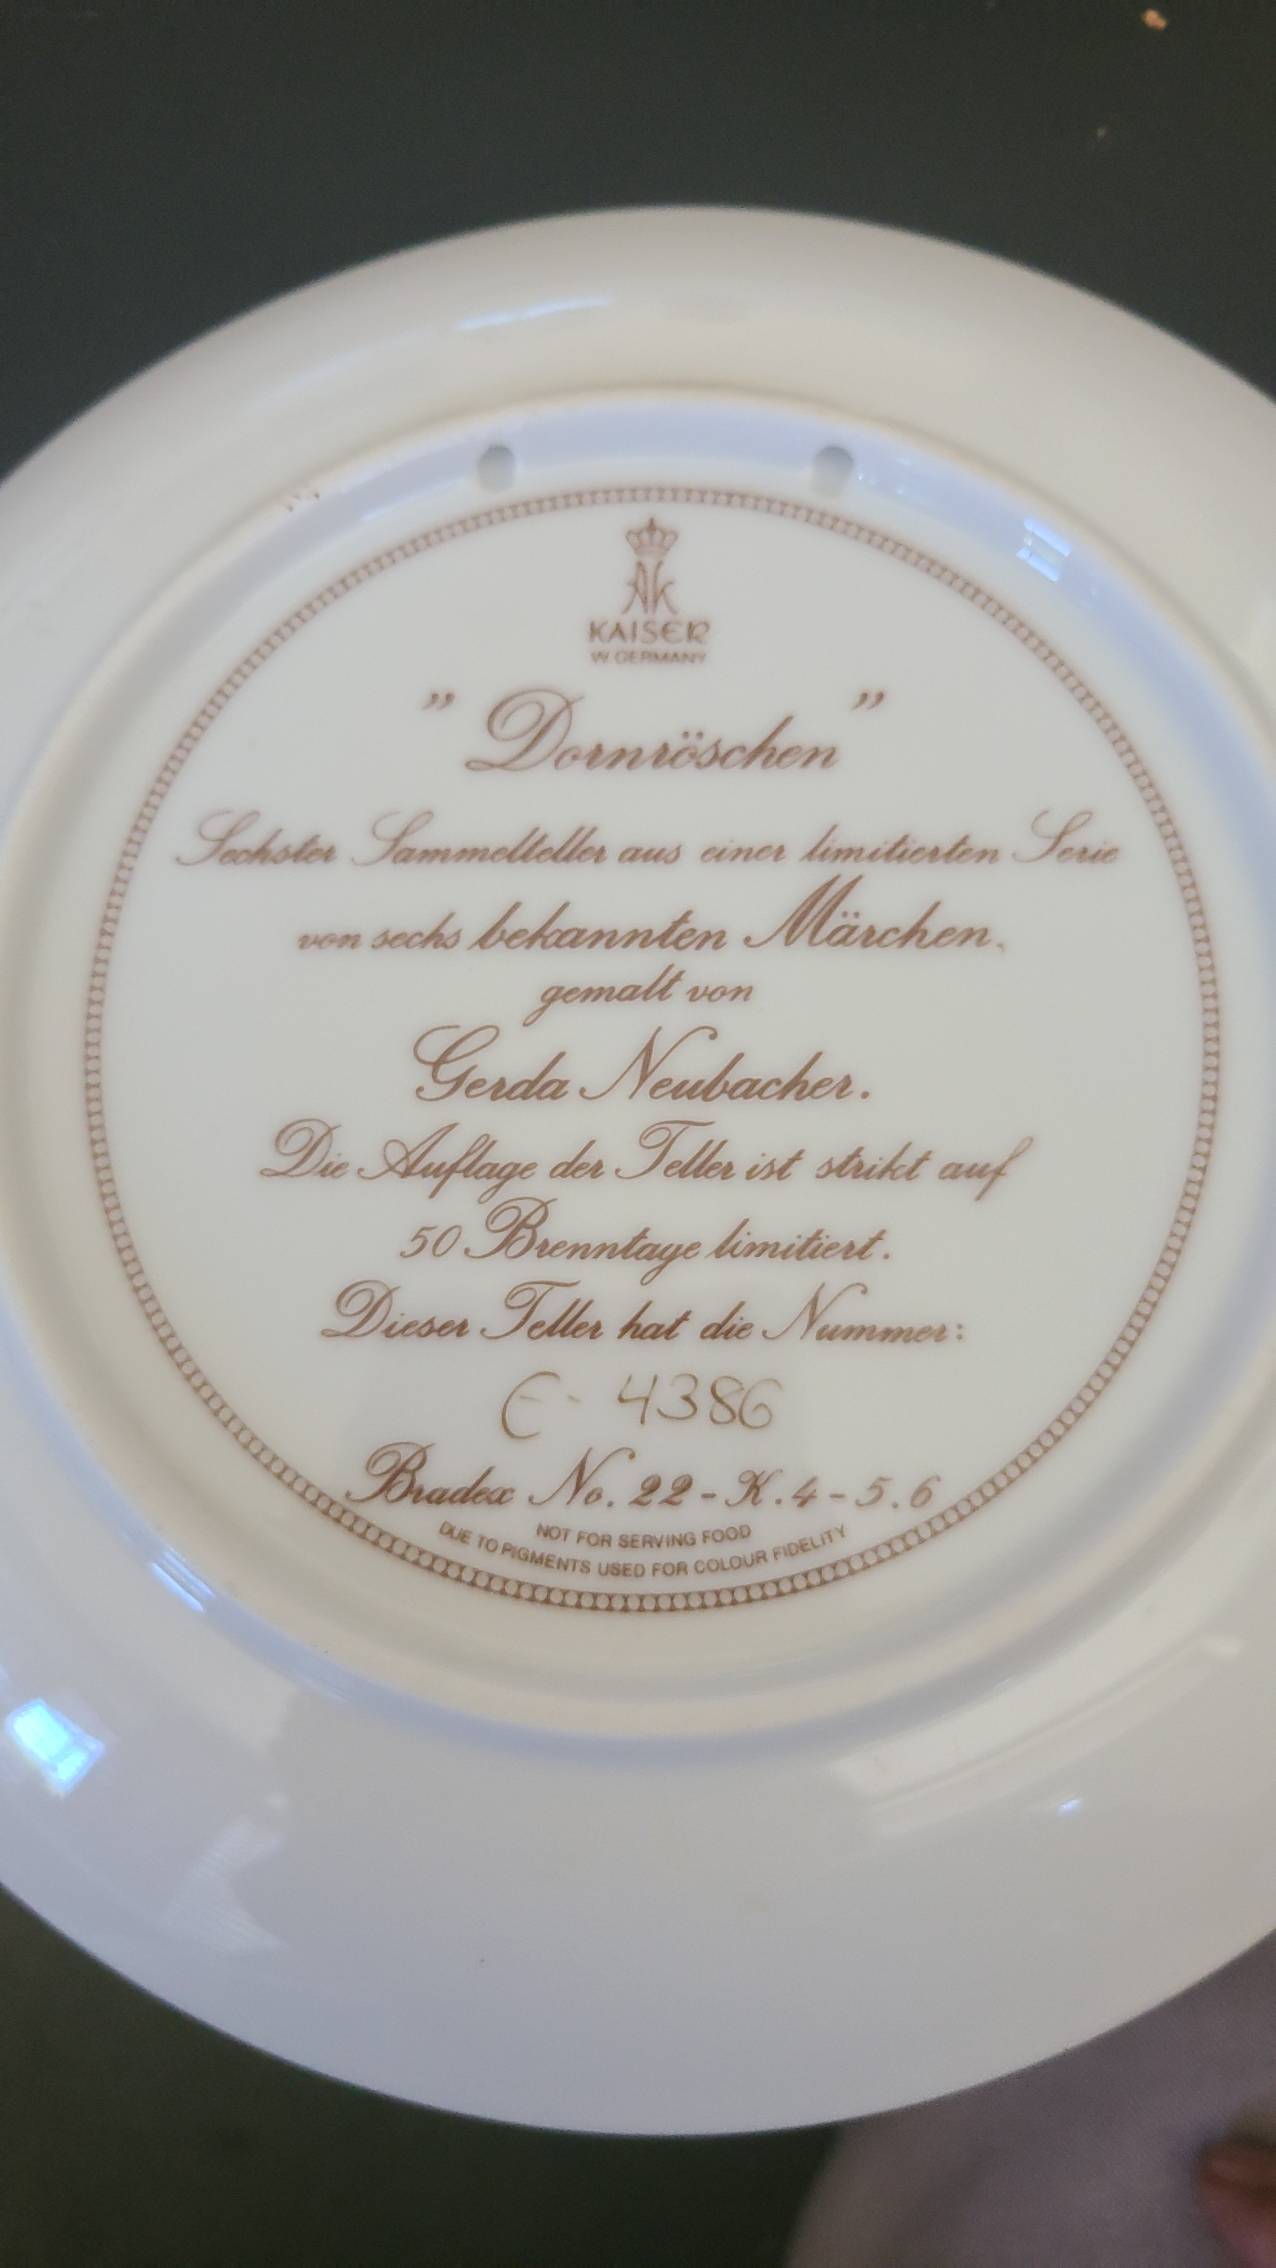 AK
KAISER
W. GERMANY
" Dornröschen "
Sechster Sammelteller aus einer limitierten Serie
von sechs bekannten Märchen,
gemalt von
Gerda Neubacher.
Die Auflage der Teller ist strikt auf
50 Brenntage limitiert.
Dieser Teller hat die Nummer:
E- 4386
Bradex No. 22-K.4-5.6
NOT FOR SERVING FOOD
DUE TO PIGMENTS USED FOR COLOUR FIDELITY